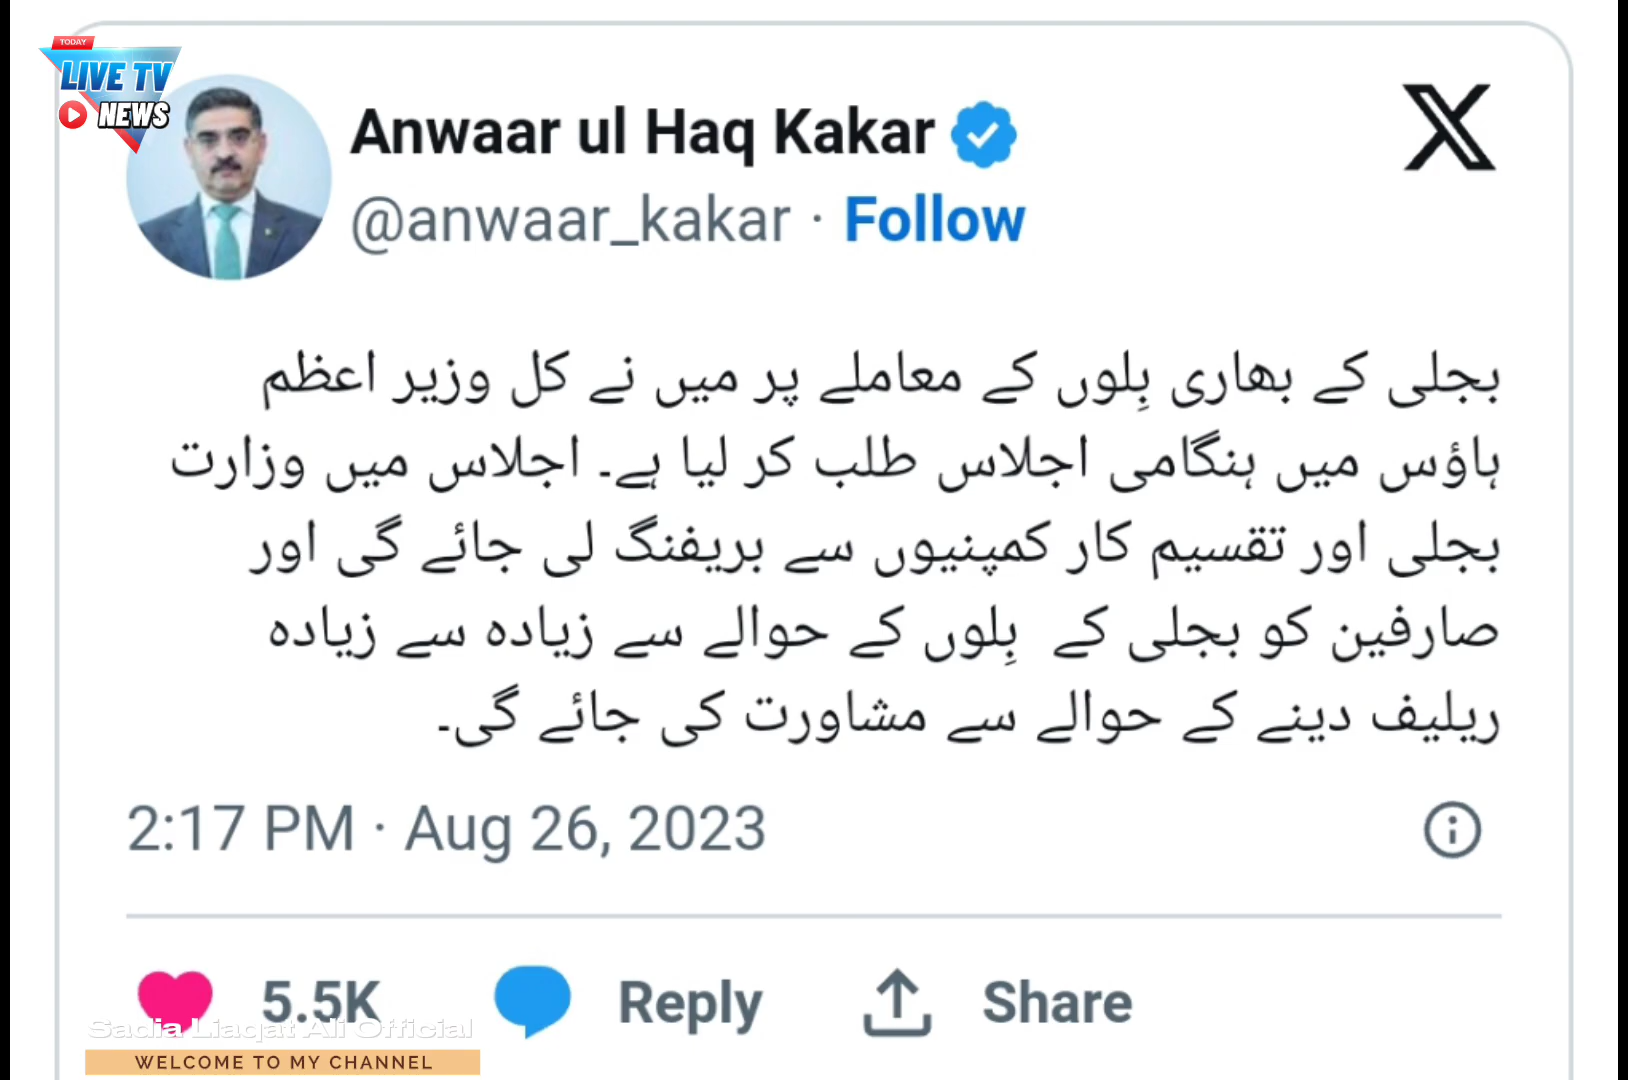 TODAY
LIVE TV
NEWS
Anwaar ul Haq Kakar
@anwaar_kakar · Follow
بجلی کے بھاری بِلوں کے معاملے پر میں نے کل وزیر اعظم
ہاؤس میں ہنگامی اجلاس طلب کر لیا ہے۔ اجلاس میں وزارت
بجلی اور تقسیم کار کمپنیوں سے بریفنگ لی جائے گی اور
صارفین کو بجلی کے بِلوں کے حوالے سے زیادہ سے زیادہ
ریلیف دینے کے حوالے سے مشاورت کی جائے گی۔
2:17 PM · Aug 26, 2023
5.5K Reply Share
Sadia Liaqat Ali Official
WELCOME TO MY CHANNEL